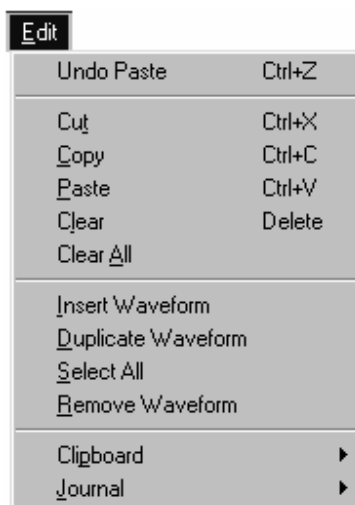 Edit
Undo Paste Ctrl+Z
Cut Ctrl+X
Copy Ctrl+C
Paste Ctrl+V
Clear Delete
Clear All
Insert Waveform
Duplicate Waveform
Select All
Remove Waveform
Clipboard
Journal